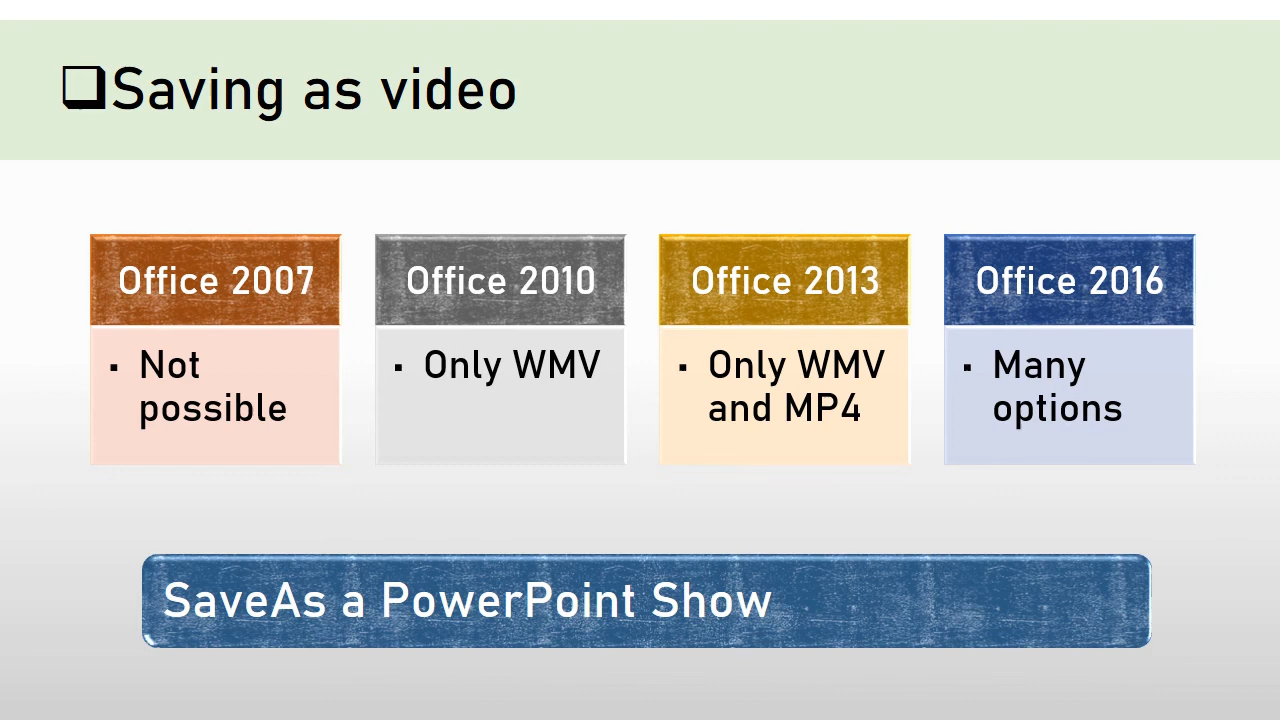 ❑Saving as video
Office 2007
▪ Not
possible
Office 2010
▪ Only WMV
Office 2013
▪ Only WMV
and MP4
Office 2016
▪ Many
options
SaveAs a PowerPoint Show